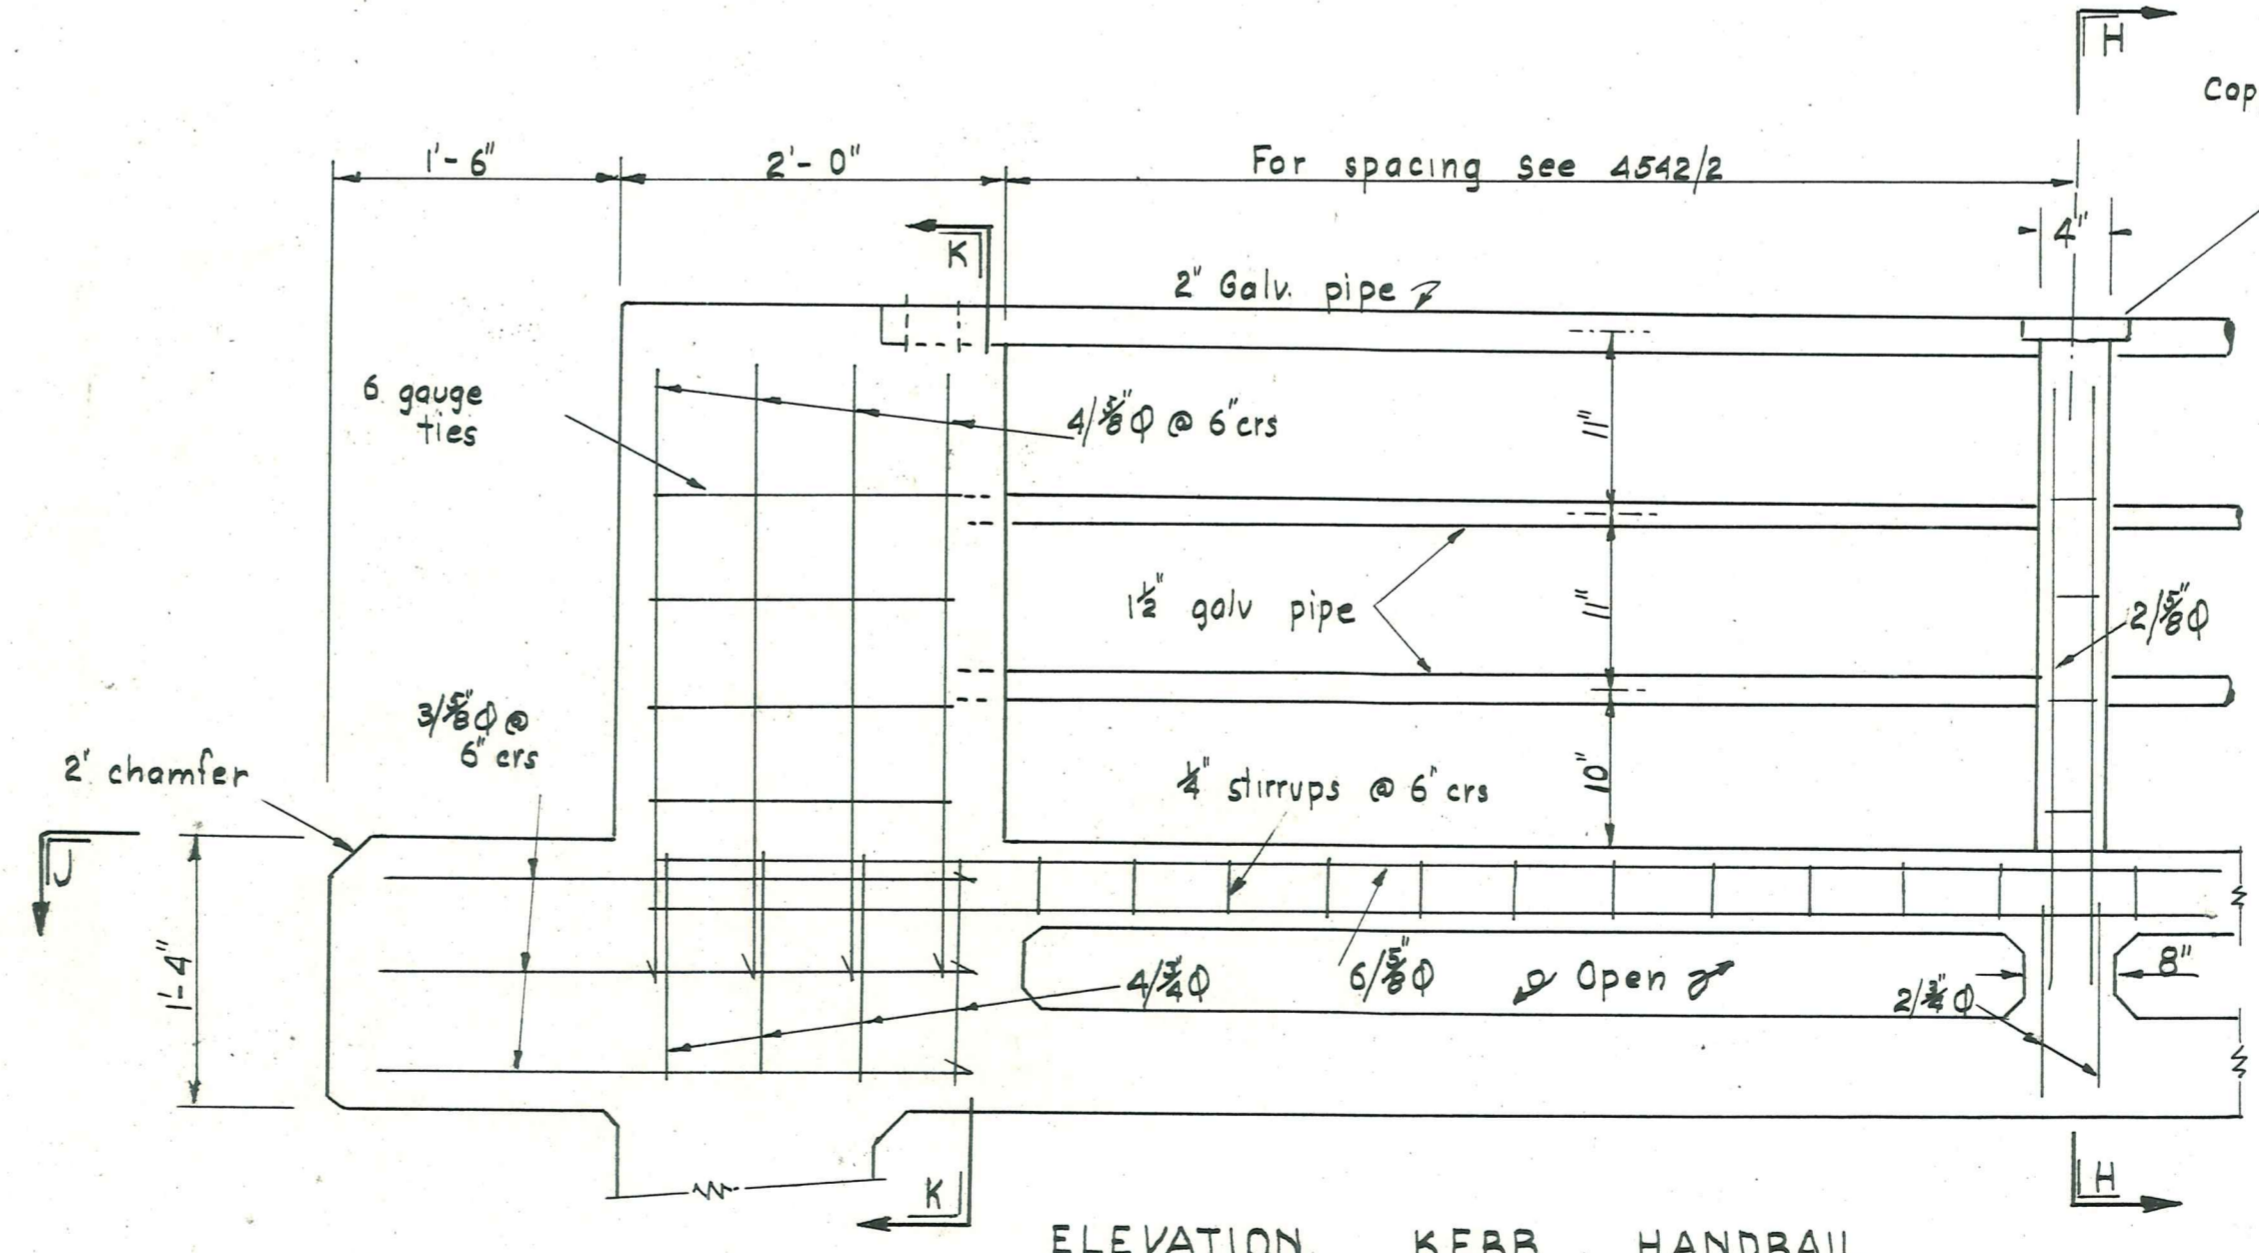 H
Cap
1'-6"
2'-0"
For spacing see 4542/2
4"
K
2" Galv. pipe
6 gauge
ties
4/5/8"Φ @ 6"crs
11"
1 1/2" galv pipe
11"
2/5/8"Φ
3/5/8"Φ @
6" crs
2" chamfer
1/4" stirrups @ 6" crs
10"
J
1'-4"
4/3/4"Φ
6/5/8"Φ
Open
2/3/4"Φ
8"
K
H
ELEVATION KERB HANDRAIL